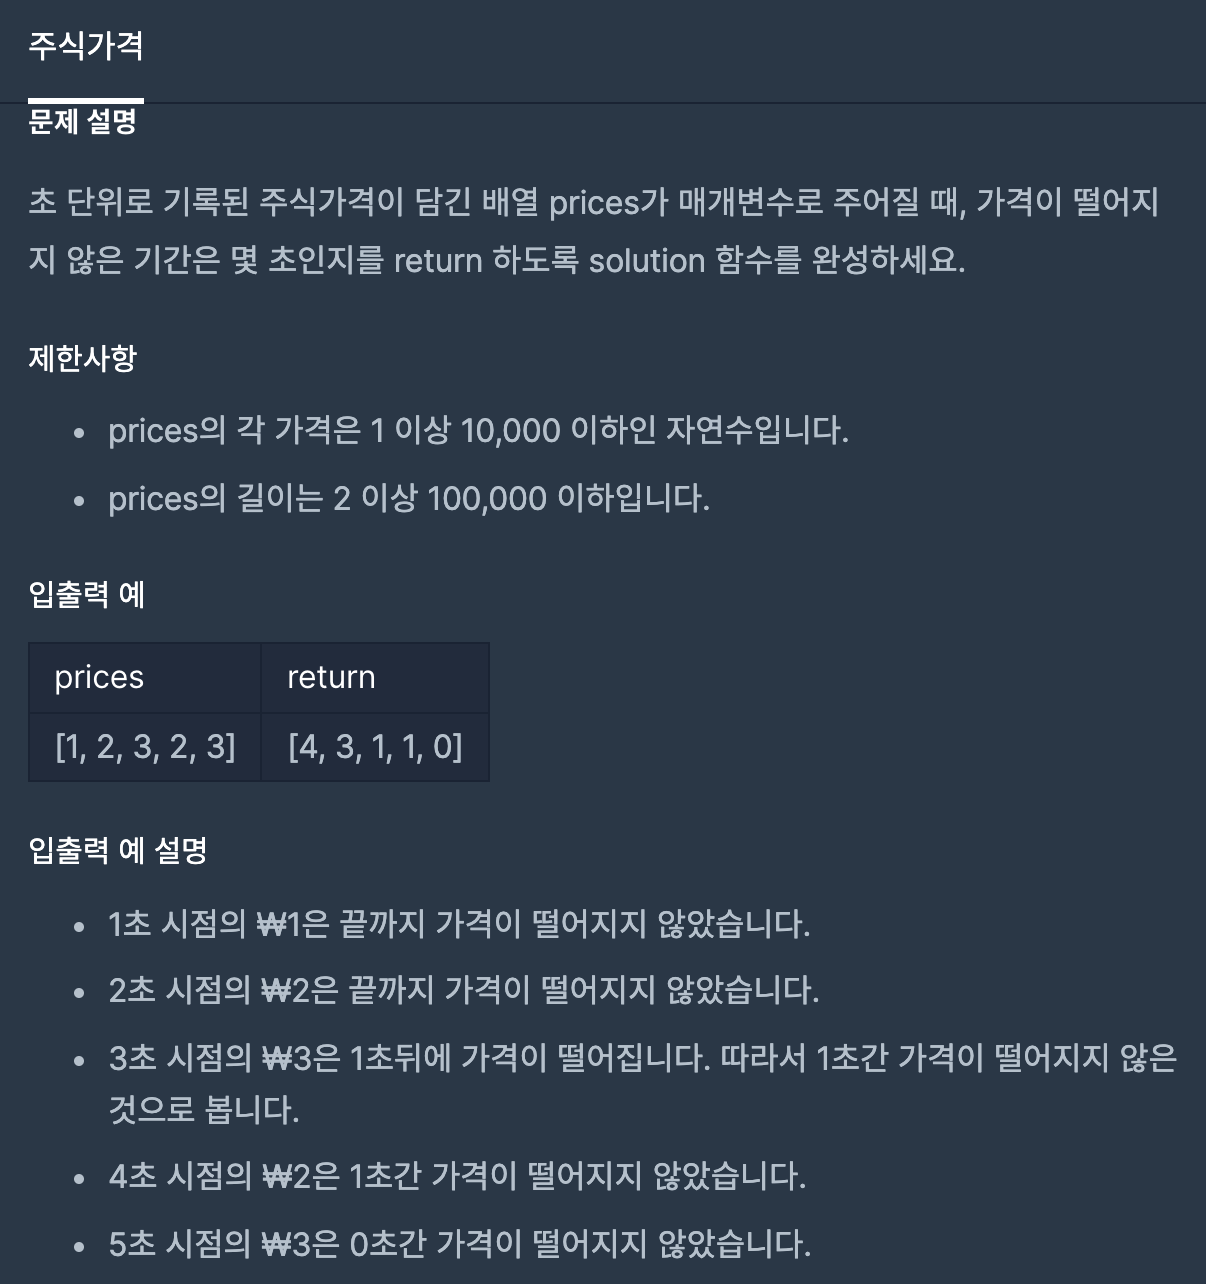 주식가격
문제 설명
초 단위로 기록된 주식가격이 담긴 배열 prices가 매개변수로 주어질 때, 가격이 떨어지
지 않은 기간은 몇 초인지를 return 하도록 solution 함수를 완성하세요.
제한사항
• prices의 각 가격은 1 이상 10,000 이하인 자연수입니다.
• prices의 길이는 2 이상 100,000 이하입니다.
입출력 예
prices return
[1, 2, 3, 2, 3] [4, 3, 1, 1, 0]
입출력 예 설명
• 1초 시점의 ₩1은 끝까지 가격이 떨어지지 않았습니다.
• 2초 시점의 ₩2은 끝까지 가격이 떨어지지 않았습니다.
• 3초 시점의 ₩3은 1초뒤에 가격이 떨어집니다. 따라서 1초간 가격이 떨어지지 않은
것으로 봅니다.
• 4초 시점의 ₩2은 1초간 가격이 떨어지지 않았습니다.
• 5초 시점의 ₩3은 0초간 가격이 떨어지지 않았습니다.